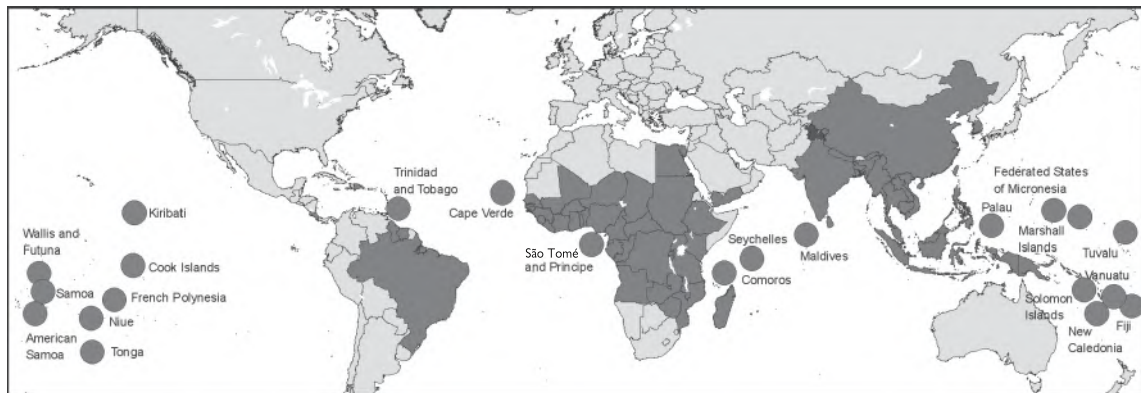 Trinidad
and Tobago
Cape Verde
Federated States
of Micronesia
Palau
Kiribati
Wallis and
Futuna
São Tomé
and Principe
Seychelles
Maldives
Marshall
Islands
Tuvalu
Cook Islands
Comoros
Vanuatu
Samoa
French Polynesia
Solomon
Islands
Niue
Fiji
American
Samoa
New
Caledonia
Tonga